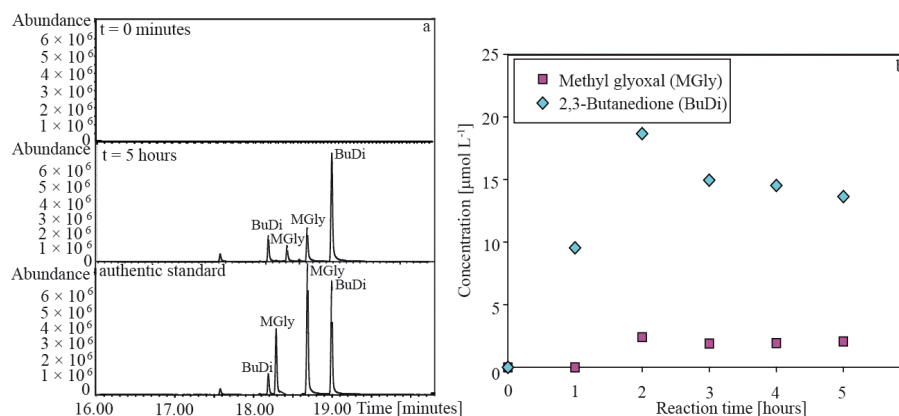 Abundance
t = 0 minutes
a
6 × 10⁶
5 × 10⁶
4 × 10⁶
3 × 10⁶
2 × 10⁶
1 × 10⁶
0
Abundance
t = 5 hours
6 × 10⁶
5 × 10⁶
4 × 10⁶
3 × 10⁶
2 × 10⁶
1 × 10⁶
0
BuDi
MGly
MGly
BuDi
Abundance
authentic standard
6 × 10⁶
5 × 10⁶
4 × 10⁶
3 × 10⁶
2 × 10⁶
1 × 10⁶
0
BuDi
MGly
MGly
BuDi
16.00 17.00 18.00 19.00 Time [minutes]
b
Methyl glyoxal (MGly)
2,3-Butanedione (BuDi)
Concentration [μmol L⁻¹]
25
20
15
10
5
0
0 1 2 3 4 5
Reaction time [hours]